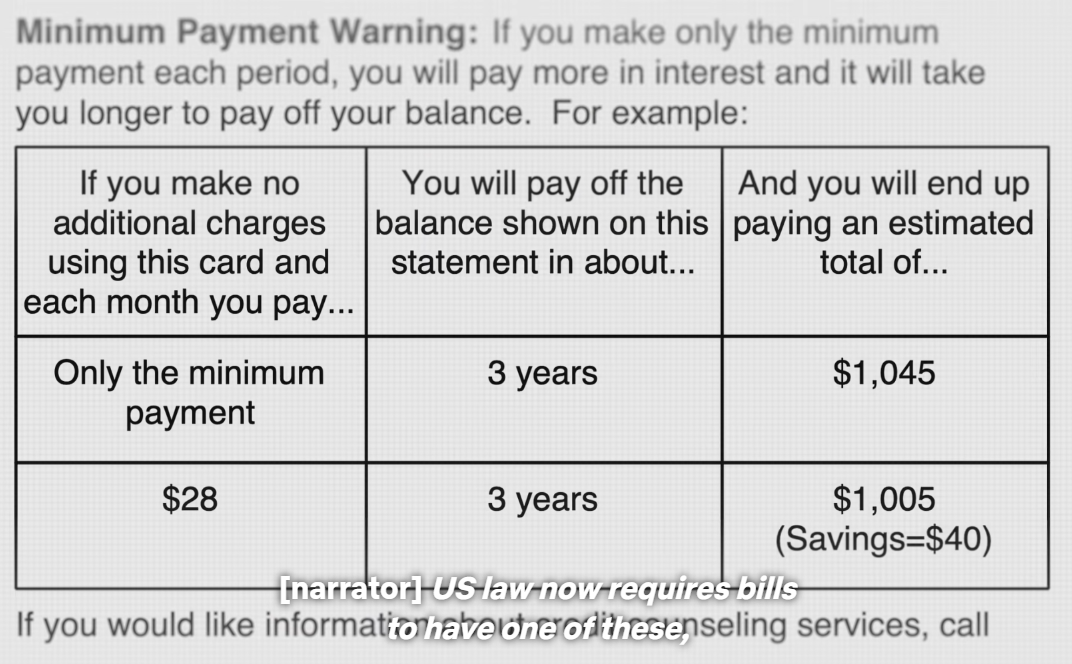 Minimum Payment Warning: If you make only the minimum
payment each period, you will pay more in interest and it will take
you longer to pay off your balance. For example:
If you make no
additional charges
using this card and
each month you pay...
You will pay off the
balance shown on this
statement in about...
And you will end up
paying an estimated
total of...
Only the minimum
payment
3 years
$1,045
$28
3 years
$1,005
(Savings=$40)
[narrator] US law now requires bills
to have one of these,
If you would like services, call